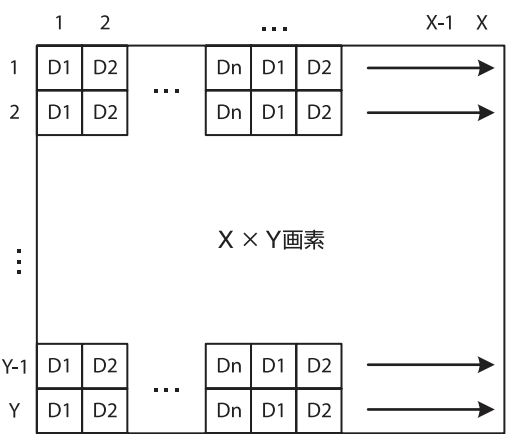 1 2 ... X-1 X
1 D1 D2 ... Dn D1 D2
2 D1 D2 Dn D1 D2
X × Y画素
⋮
Y-1 D1 D2 ... Dn D1 D2
Y D1 D2 Dn D1 D2